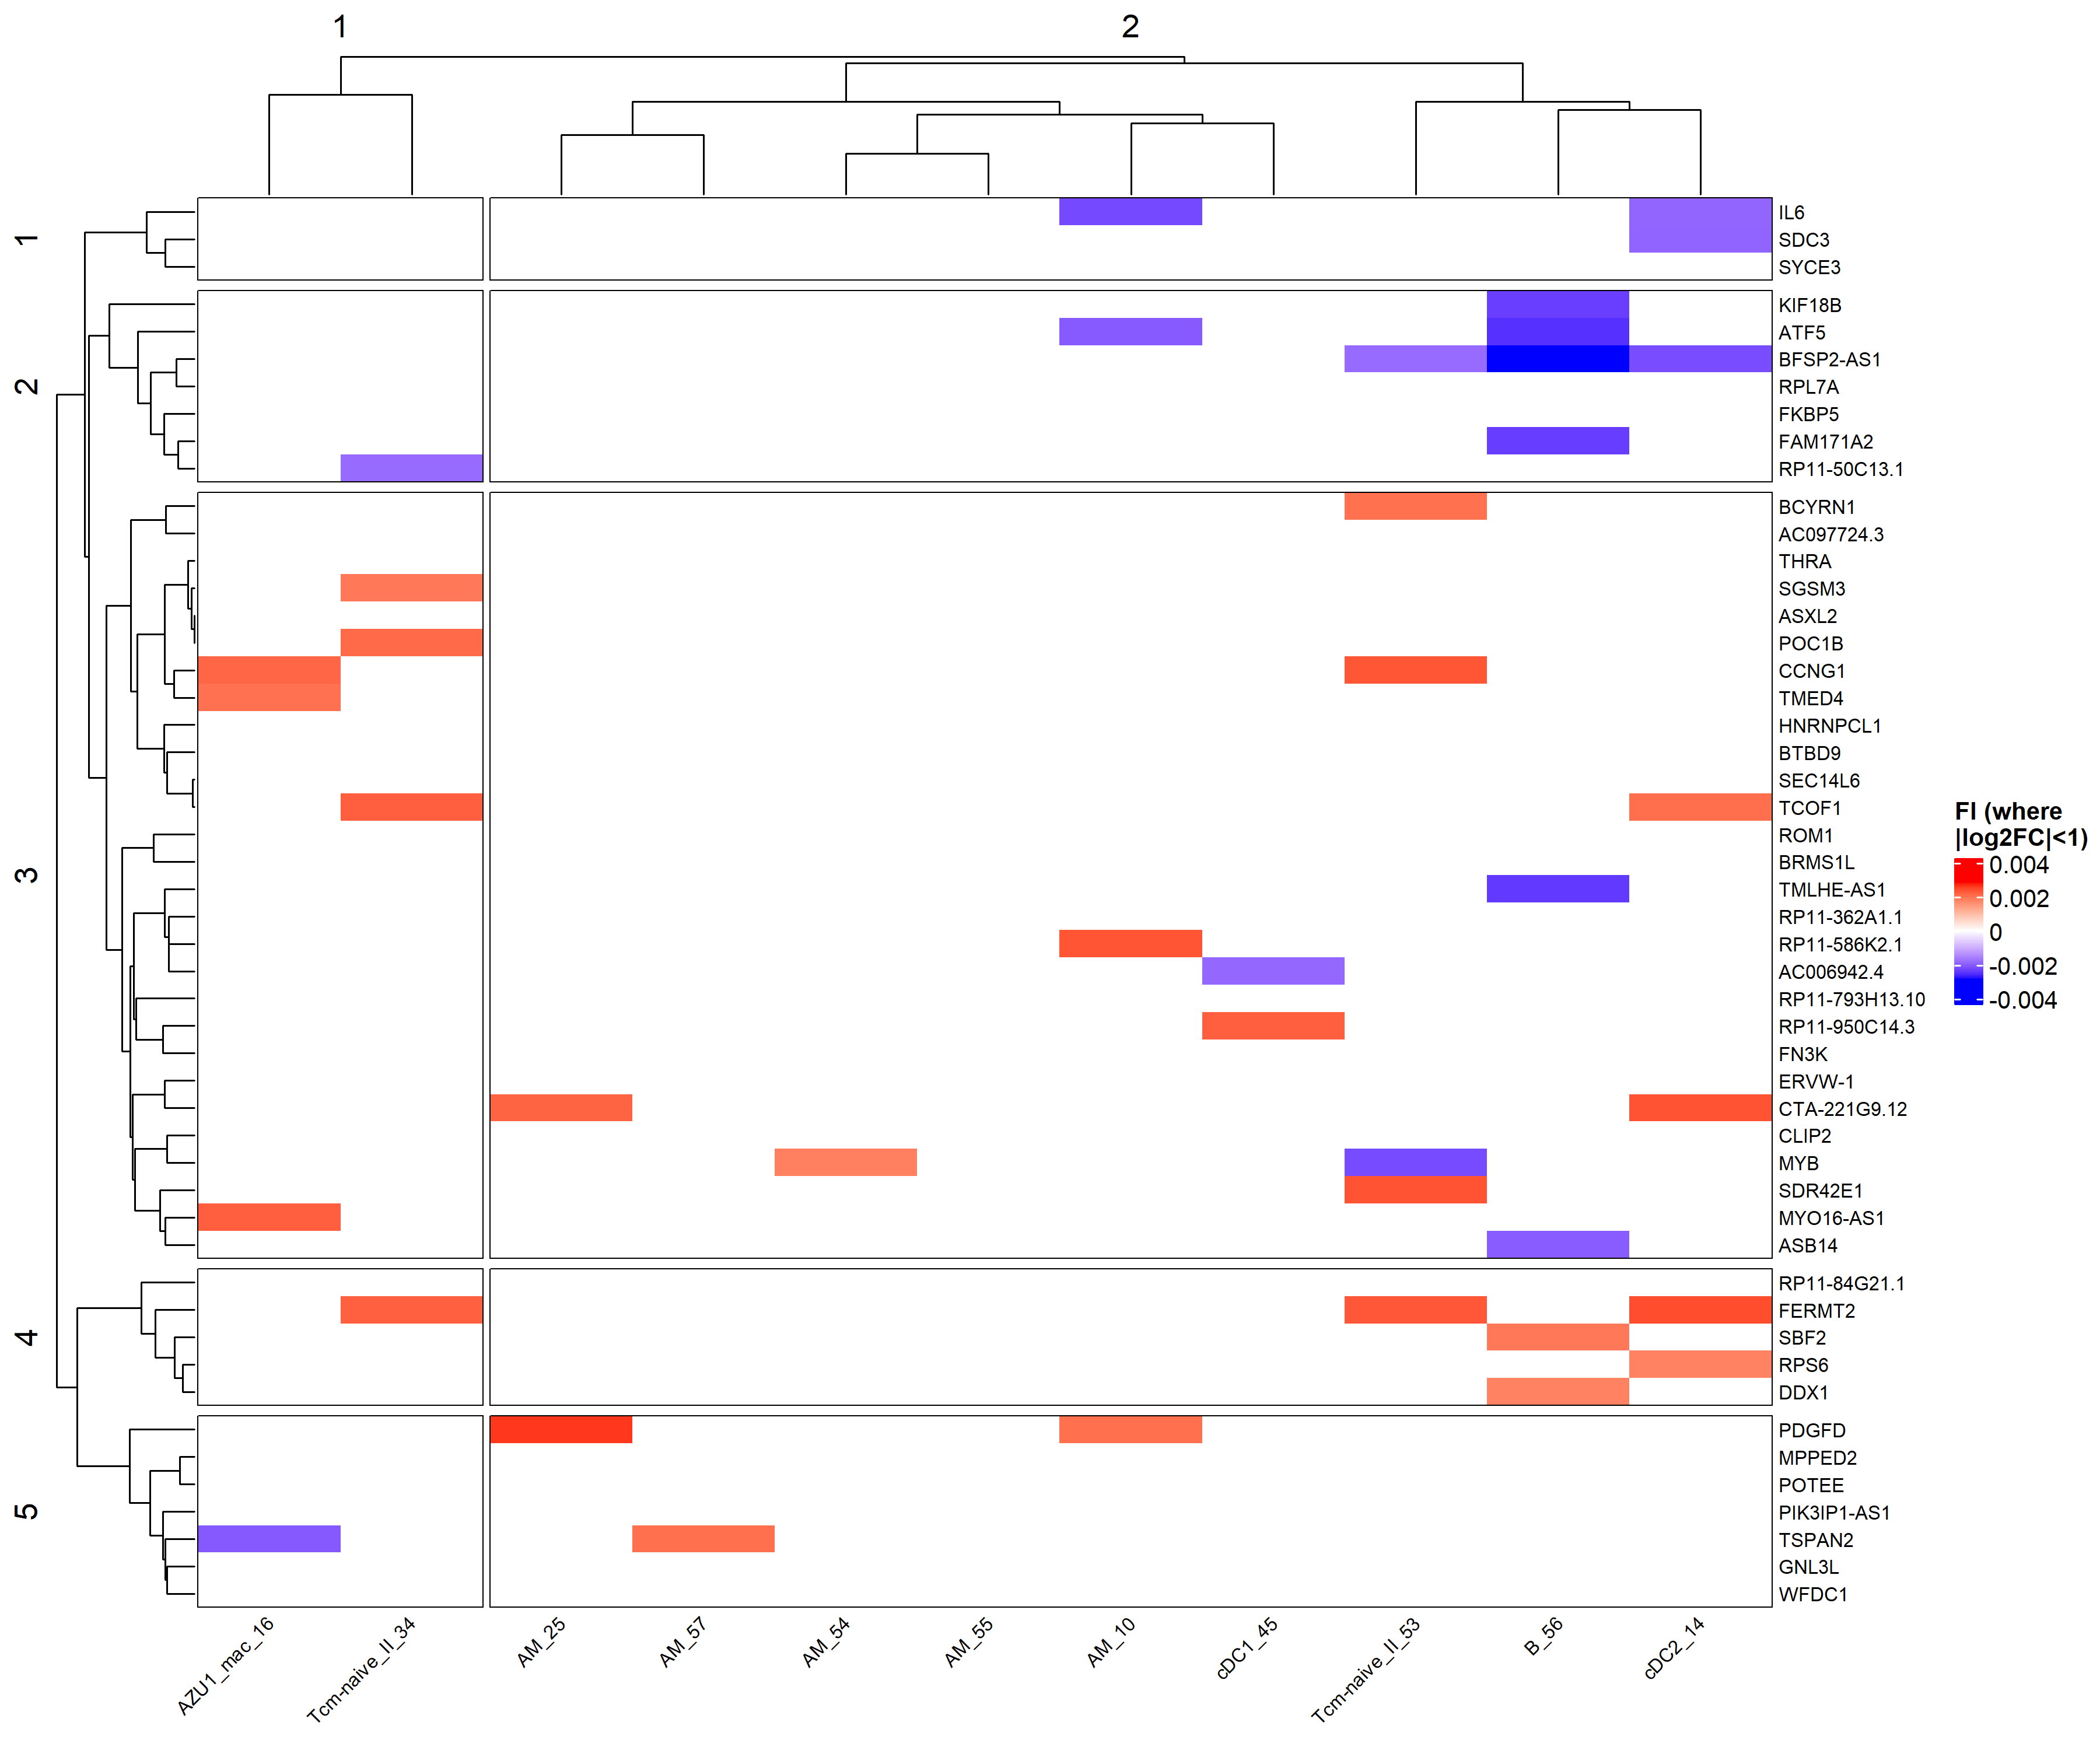 1
2
1
IL6
SDC3
SYCE3
2
KIF18B
ATF5
BFSP2-AS1
RPL7A
FKBP5
FAM171A2
RP11-50C13.1
3
BCYRN1
AC097724.3
THRA
SGSM3
ASXL2
POC1B
CCNG1
TMED4
HNRNPCL1
BTBD9
SEC14L6
TCOF1
ROM1
BRMS1L
TMLHE-AS1
RP11-362A1.1
RP11-586K2.1
AC006942.4
RP11-793H13.10
RP11-950C14.3
FN3K
ERVW-1
CTA-221G9.12
CLIP2
MYB
SDR42E1
MYO16-AS1
ASB14
4
RP11-84G21.1
FERMT2
SBF2
RPS6
DDX1
5
PDGFD
MPPED2
POTEE
PIK3IP1-AS1
TSPAN2
GNL3L
WFDC1
AZU1_mac_16
Tcm-naive_II_34
AM_25
AM_57
AM_54
AM_55
AM_10
cDC1_45
Tcm-naive_II_53
B_56
cDC2_14
FI (where
|log2FC|<1)
0.004
0.002
0
-0.002
-0.004